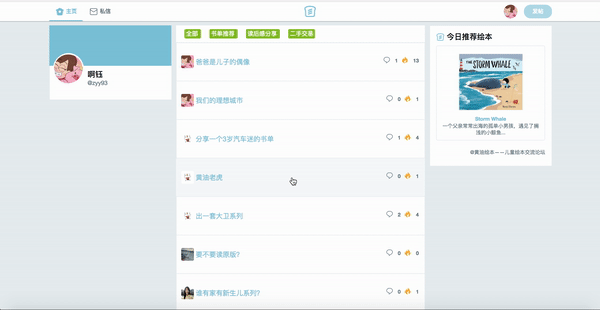 主页
私信
发帖
啊钰
@zyy93
全部
书单推荐
课后感分享
二手交易
爸爸是儿子的偶像
1
13
我们的理想城市
0
1
分享一个3岁汽车迷的书单
1
4
黄油老虎
0
1
出一套大卫系列
2
4
要不要读原版?
0
0
谁有家有新生儿系列?
0
1
今日推荐绘本
THE STORM WHALE
Storm Whale
一个父亲常常出海的孤单小男孩，遇见了搁
浅的小鲸鱼...
@黄油绘本——儿童绘本交流论坛